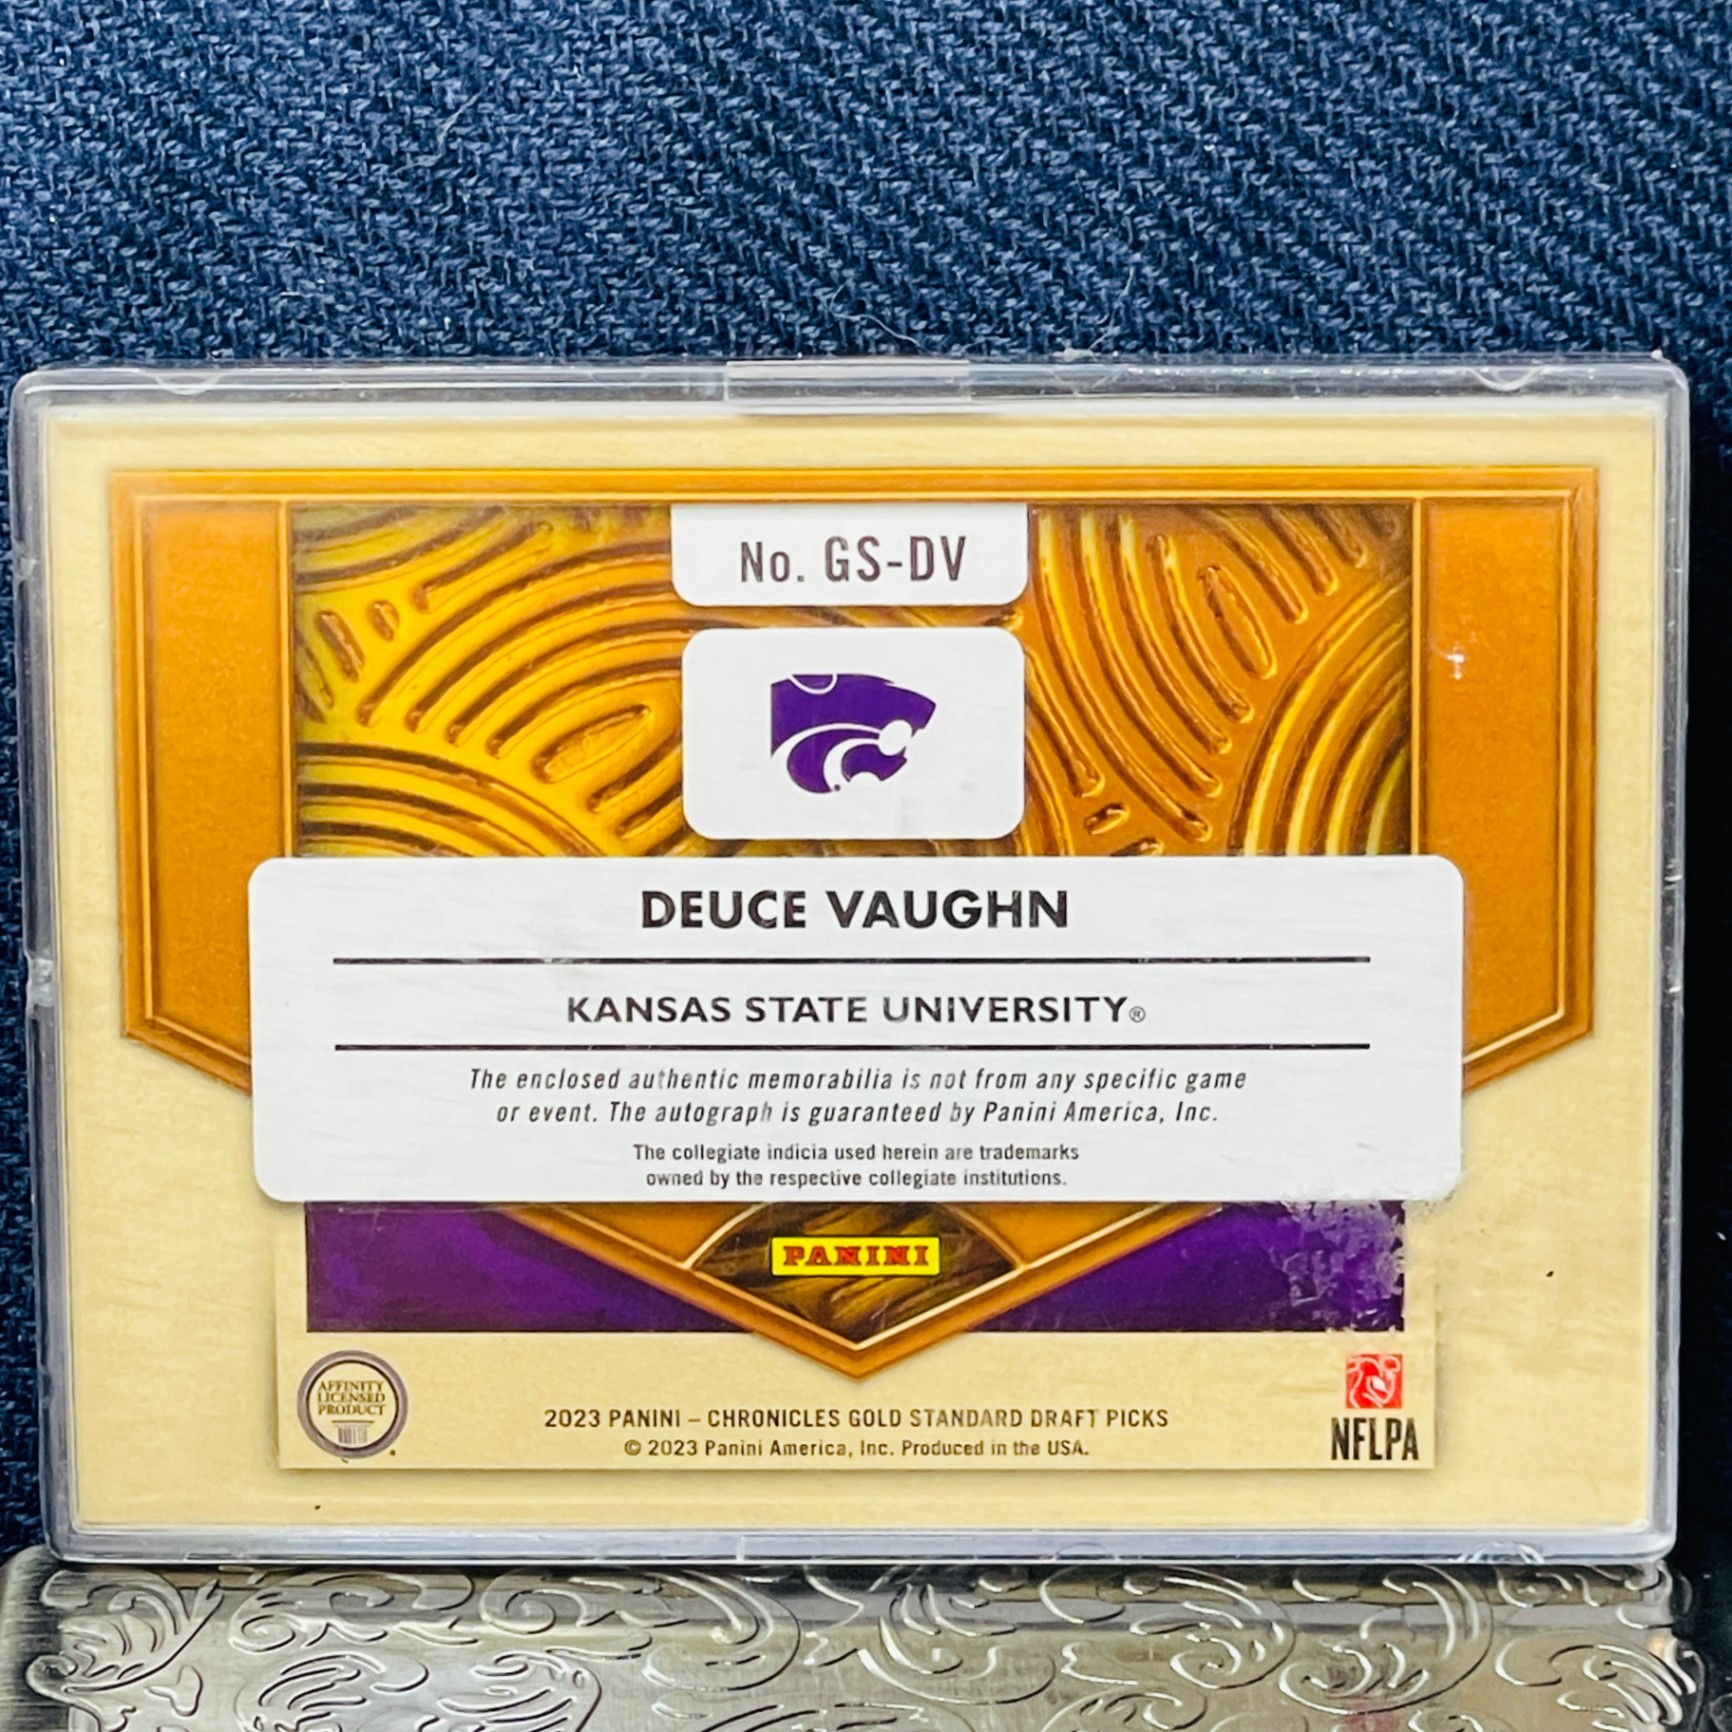 No. GS-DV
DEUCE VAUGHN
KANSAS STATE UNIVERSITY®
The enclosed authentic memorabilia is not from any specific game
or event. The autograph is guaranteed by Panini America, Inc.
The collegiate indicia used herein are trademarks
owned by the respective collegiate institutions.
PANINI
AFFINITY
LICENSED
PRODUCT
2023 PANINI – CHRONICLES GOLD STANDARD DRAFT PICKS
© 2023 Panini America, Inc. Produced in the USA.
NFLPA